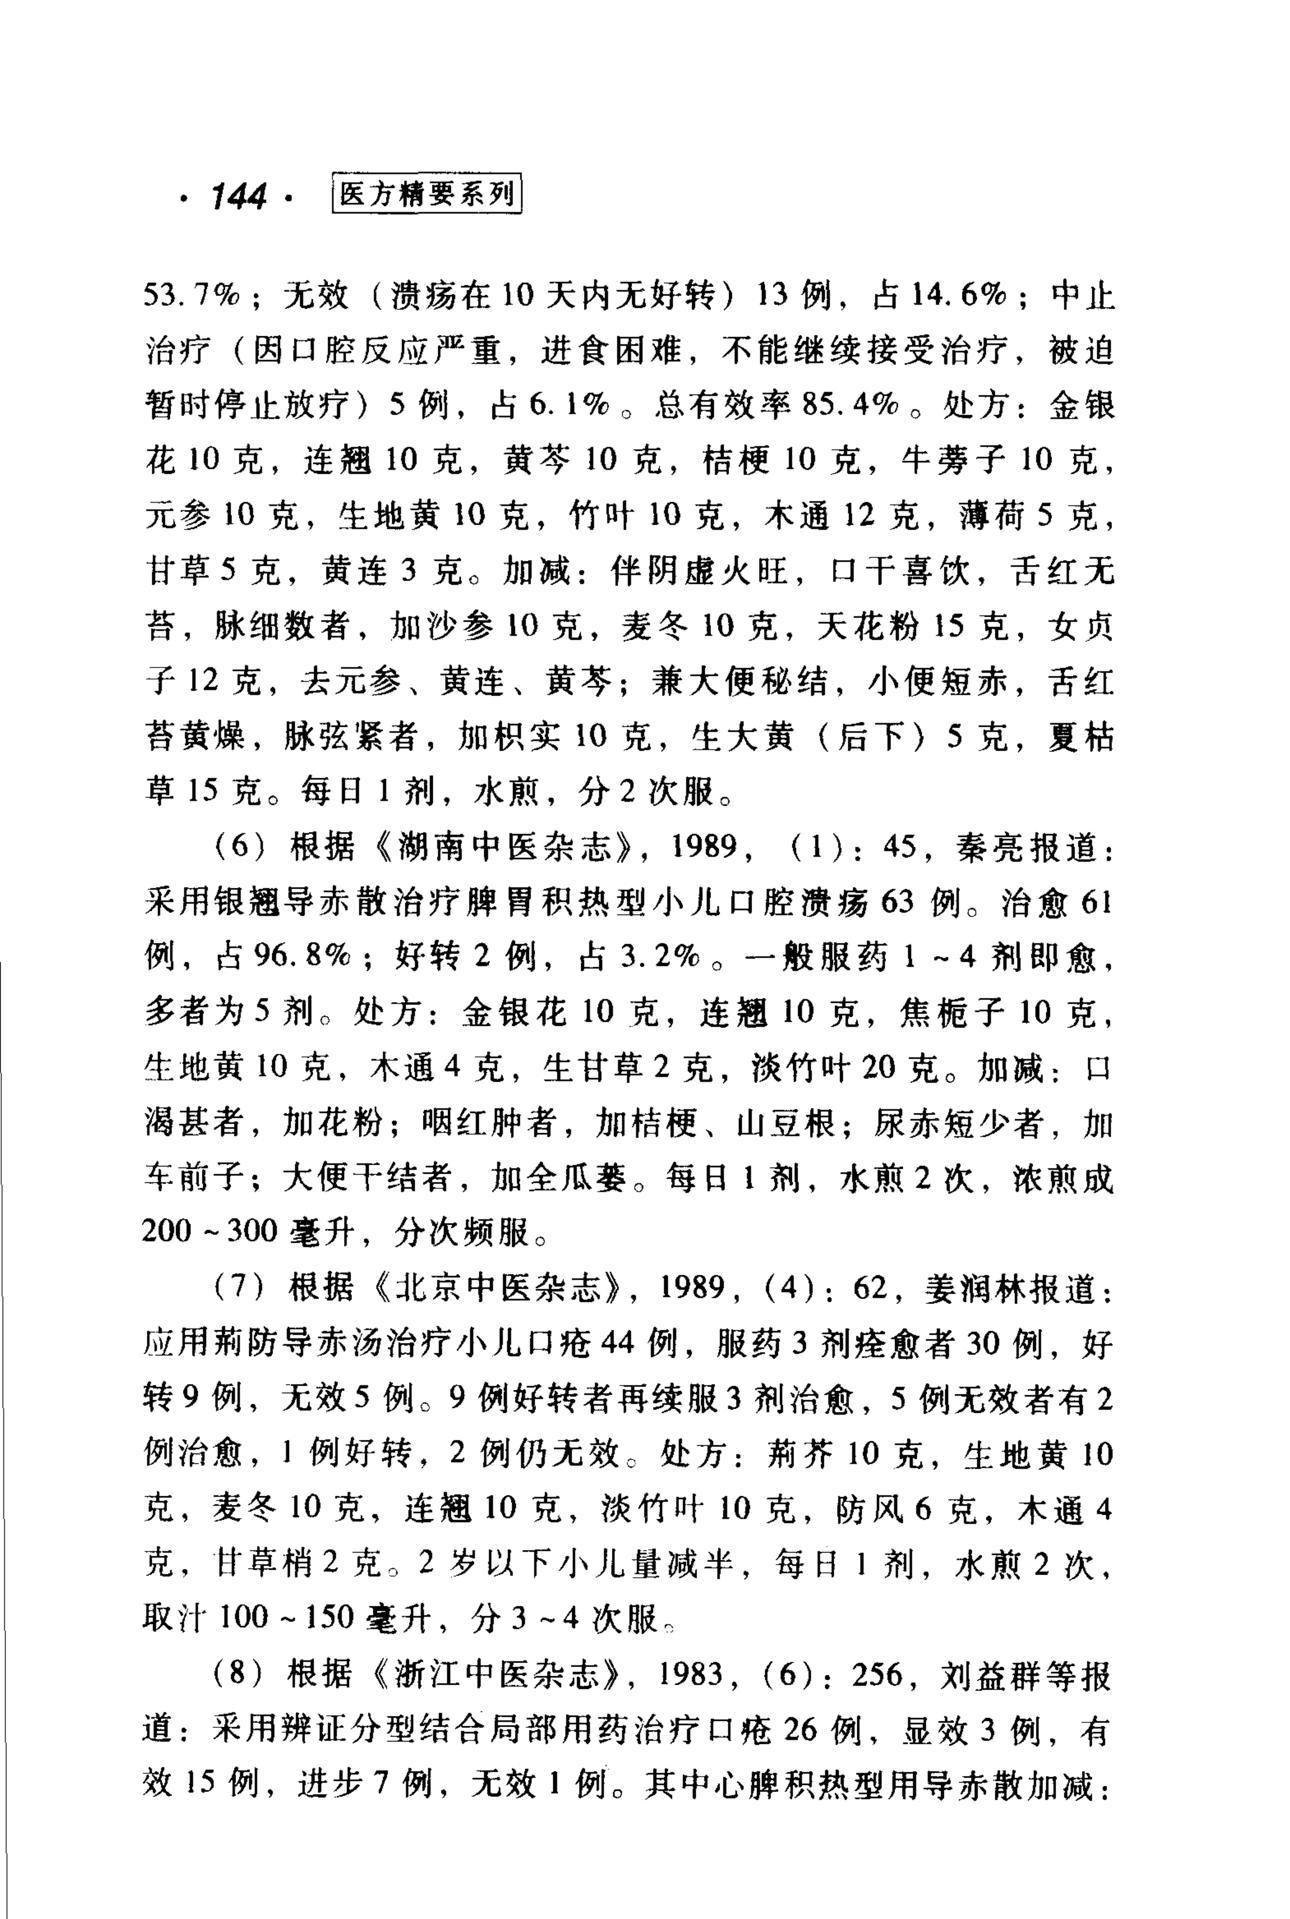 ·144· 医方精要系列
53.7%；无效（溃疡在10天内无好转）13例，占14.6%；中止
治疗（因口腔反应严重，进食困难，不能继续接受治疗，被迫
暂时停止放疗）5例，占6.1%。总有效率85.4%。处方：金银
花10克，连翘10克，黄芩10克，桔梗10克，牛蒡子10克，
元参10克，生地黄10克，竹叶10克，木通12克，薄荷5克，
甘草5克，黄连3克。加减：伴阴虚火旺，口干喜饮，舌红无
苔，脉细数者，加沙参10克，麦冬10克，天花粉15克，女贞
子12克，去元参、黄连、黄芩；兼大便秘结，小便短赤，舌红
苔黄燥，脉弦紧者，加枳实10克，生大黄（后下）5克，夏枯
草15克。每日1剂，水煎，分2次服。
（6）根据《湖南中医杂志》，1989，（1）：45，秦亮报道：
采用银翘导赤散治疗脾胃积热型小儿口腔溃疡63例。治愈61
例，占96.8%；好转2例，占3.2%。一般服药1～4剂即愈，
多者为5剂。处方：金银花10克，连翘10克，焦栀子10克，
生地黄10克，木通4克，生甘草2克，淡竹叶20克。加减：口
渴甚者，加花粉；咽红肿者，加桔梗、山豆根；尿赤短少者，加
车前子；大便干结者，加全瓜蒌。每日1剂，水煎2次，浓煎成
200～300毫升，分次频服。
（7）根据《北京中医杂志》，1989，（4）：62，姜润林报道：
应用荆防导赤汤治疗小儿口疮44例，服药3剂痊愈者30例，好
转9例，无效5例。9例好转者再续服3剂治愈，5例无效者有2
例治愈，1例好转，2例仍无效。处方：荆芥10克，生地黄10
克，麦冬10克，连翘10克，淡竹叶10克，防风6克，木通4
克，甘草梢2克。2岁以下小儿量减半，每日1剂，水煎2次，
取汁100～150毫升，分3～4次服。
（8）根据《浙江中医杂志》，1983，（6）：256，刘益群等报
道：采用辨证分型结合局部用药治疗口疮26例，显效3例，有
效15例，进步7例，无效1例。其中心脾积热型用导赤散加减：